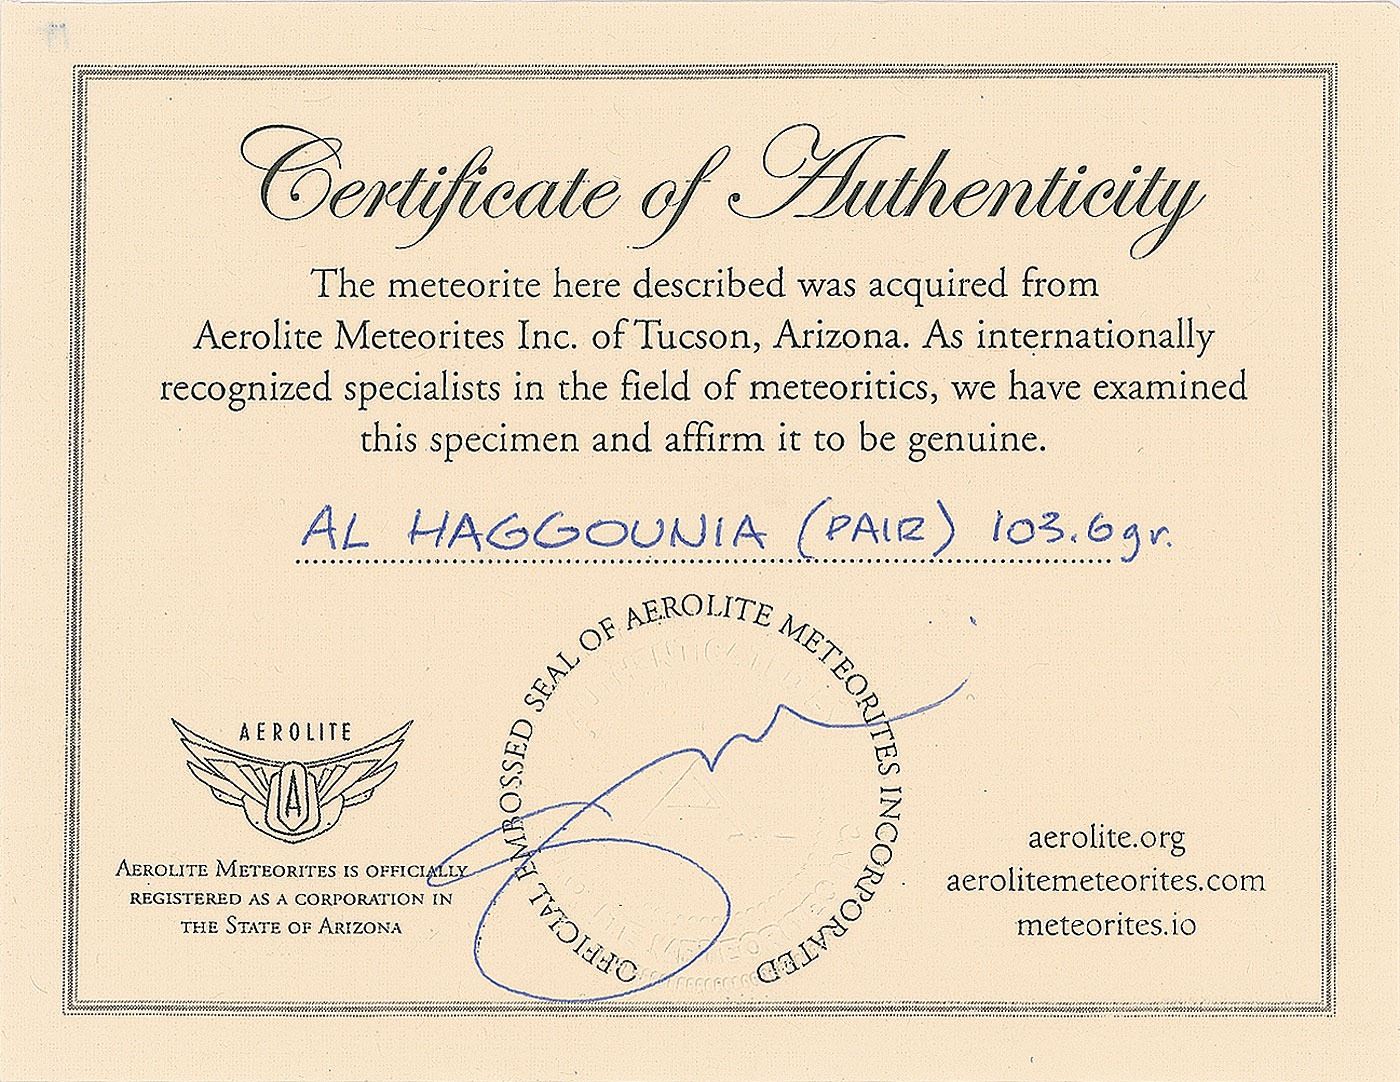 Certificate of Authenticity
The meteorite here described was acquired from
Aerolite Meteorites Inc. of Tucson, Arizona. As internationally
recognized specialists in the field of meteoritics, we have examined
this specimen and affirm it to be genuine.
AL HAGGOUNIA (PAIR) 103.6gr.
OFFICIAL EMBOSSED SEAL OF AEROLITE METEORITES INCORPORATED
AEROLITE
A
AEROLITE METEORITES IS OFFICIALLY
REGISTERED AS A CORPORATION IN
THE STATE OF ARIZONA
aerolite.org
aerolitemeteorites.com
meteorites.io